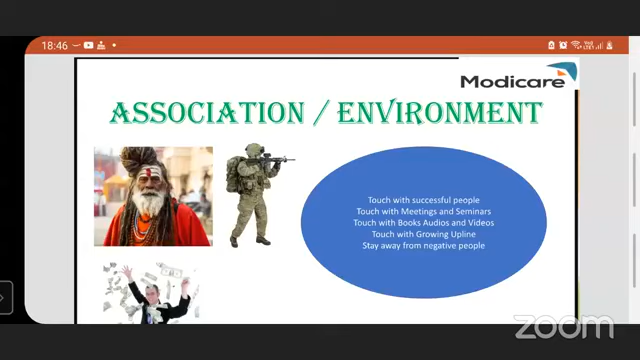 18:46
Modicare
ASSOCIATION / ENVIRONMENT
Touch with successful people
Touch with Meetings and Seminars
Touch with Books Audios and Videos
Touch with Growing Upline
Stay away from negative people
zoom